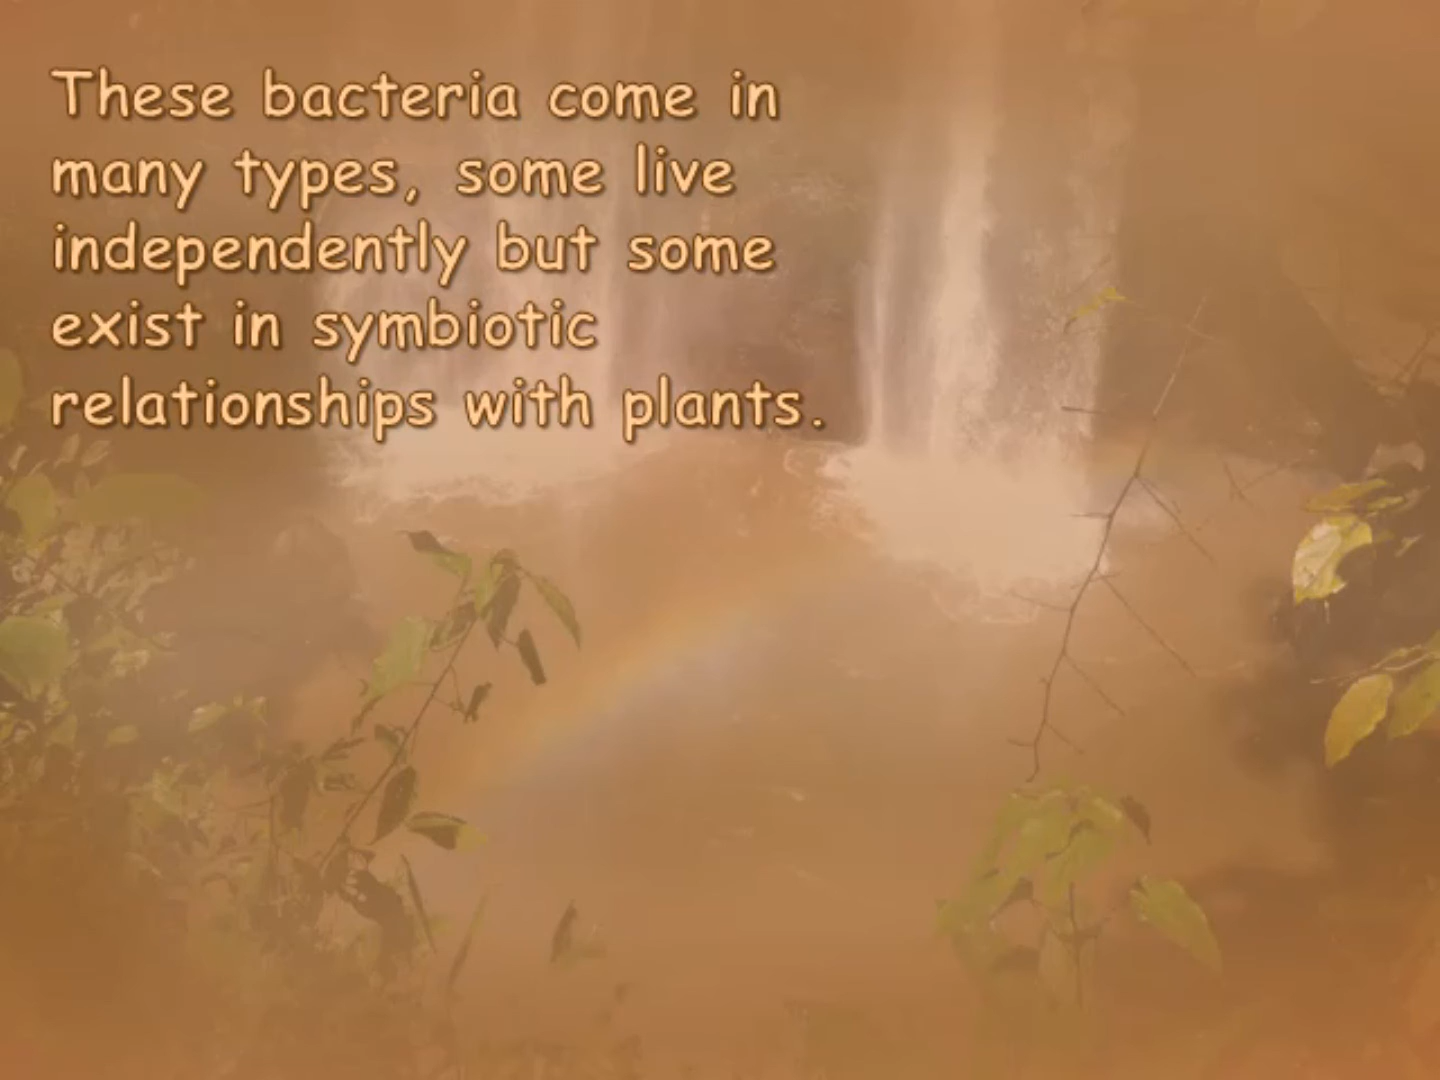 These bacteria come in
many types, some live
independently but some
exist in symbiotic
relationships with plants.